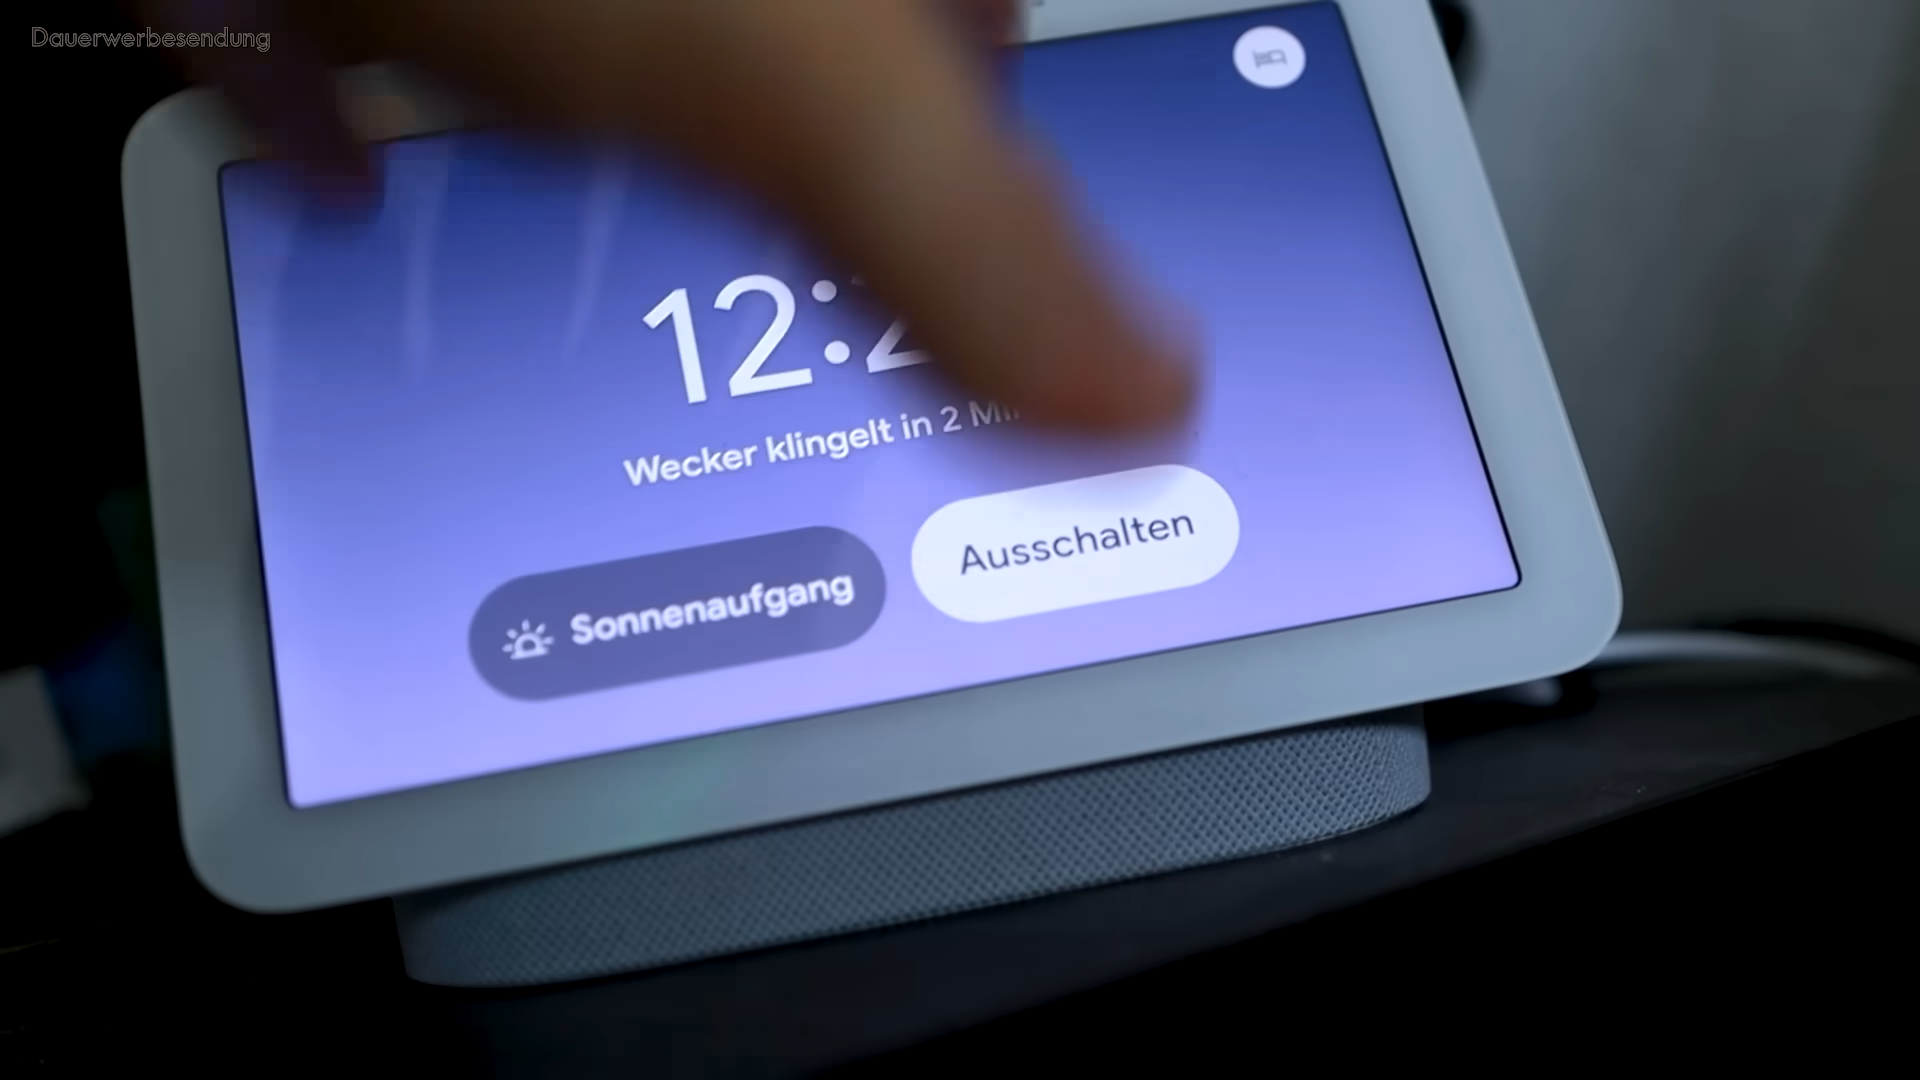 Dauerwerbesendung
12:2
Wecker klingelt in 2
Sonnenaufgang
Ausschalten